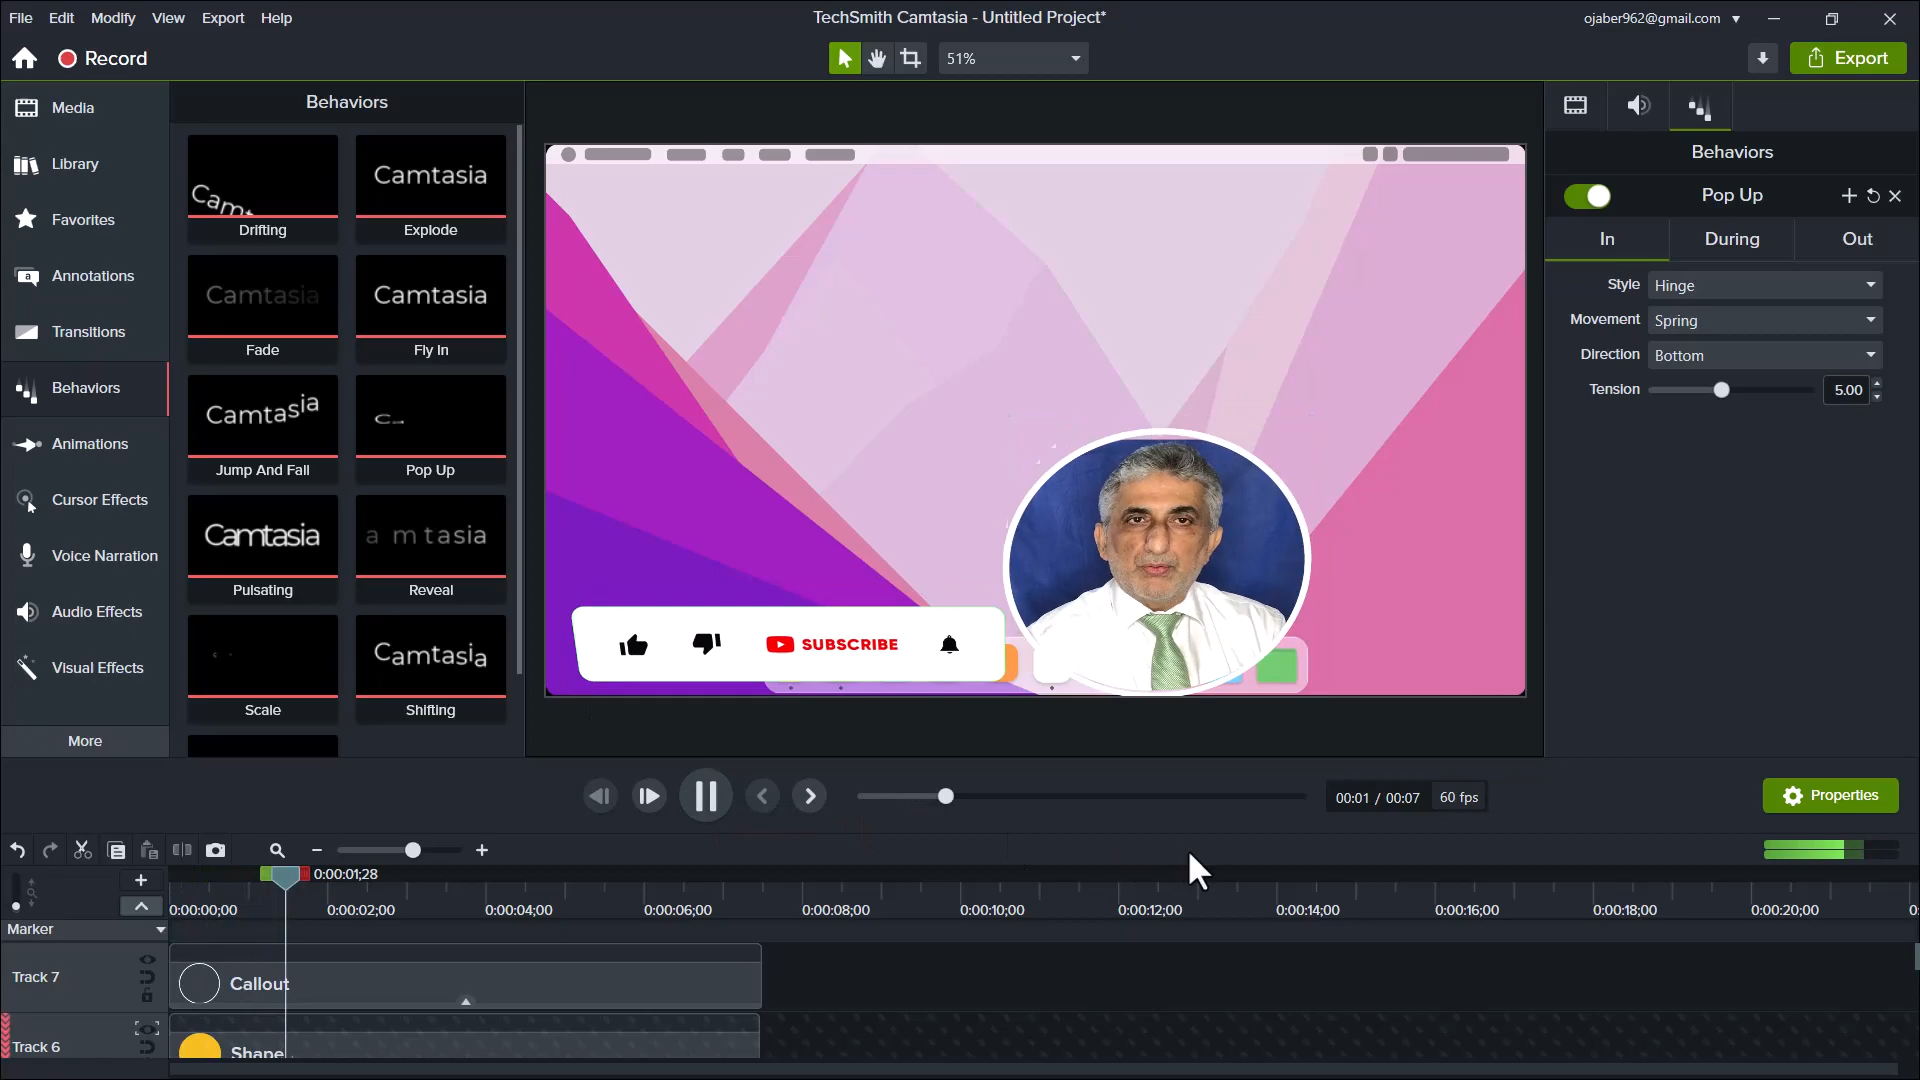 File Edit Modify View Export Help
TechSmith Camtasia - Untitled Project*
ojaber962@gmail.com
Record
51%
Export
Media
Library
Favorites
Annotations
Transitions
Behaviors
Animations
Cursor Effects
Voice Narration
Audio Effects
Visual Effects
More
Behaviors
Drifting
Camtasia
Explode
Camtasia
Fade
Camtasia
Fly In
Camtasia
Jump And Fall
Pop Up
Camtasia
Pulsating
a m tasia
Reveal
Scale
Camtasia
Shifting
SUBSCRIBE
Behaviors
Pop Up
In During Out
Style Hinge
Movement Spring
Direction Bottom
Tension 5.00
00:01 / 00:07 60 fps
Properties
0:00:01;28
0:00:00;00 0:00:02;00 0:00:04;00 0:00:06;00 0:00:08;00 0:00:10;00 0:00:12;00 0:00:14;00 0:00:16;00 0:00:18;00 0:00:20;00
Marker
Track 7
Callout
Track 6
Shape